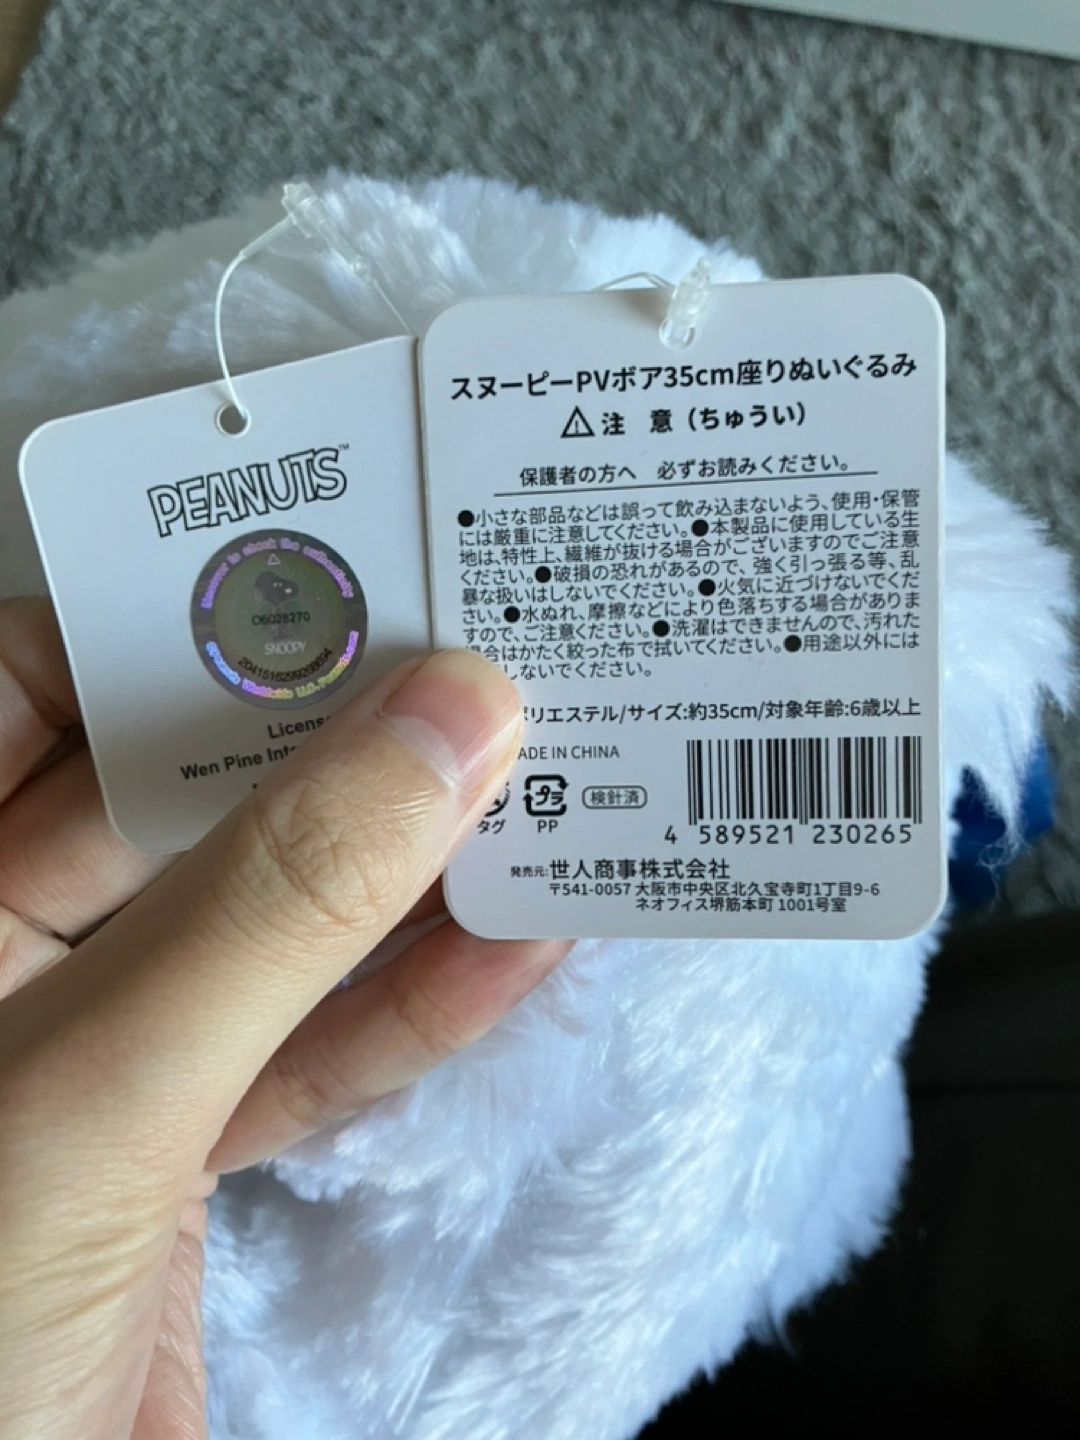 PEANUTS™
Discover to check the authenticity
06028270
SNOOPY
Peanuts Worldwide LLC, Peanuts.com
License
Wen Pine Inte
スヌーピーPVボア35cm座りぬいぐるみ
⚠注 意（ちゅうい）
保護者の方へ 必ずお読みください。
●小さな部品などは誤って飲み込まないよう、使用・保管
には厳重に注意してください。●本製品に使用している生
地は、特性上、繊維が抜ける場合がございますのでご注意
ください。●破損の恐れがあるので、強く引っ張る等、乱
暴な扱いはしないでください。●火気に近づけないでくだ
さい。●水ぬれ、摩擦などにより色落ちする場合がありま
すので、ご注意ください。●洗濯はできませんので、汚れた
場合はかたく絞った布で拭いてください。●用途以外には
しないでください。
ポリエステル/サイズ:約35cm/対象年齢:6歳以上
ADE IN CHINA
タグ
プラ
PP
検針済
4 589521 230265
発売元:世人商事株式会社
〒541-0057 大阪市中央区北久宝寺町1丁目9-6
ネオフィス堺筋本町 1001号室